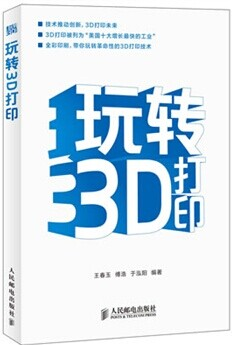 • 技术推动创新，3D打印未来
• 3D打印被列为“美国十大增长最快的工业”
• 全彩印刷，带你玩转革命性的3D打印技术
玩转
3D打印
王春玉 傅浩 于泓阳 编著
人民邮电出版社
POSTS & TELECOM PRESS
玩转3D打印
人民邮电出版社